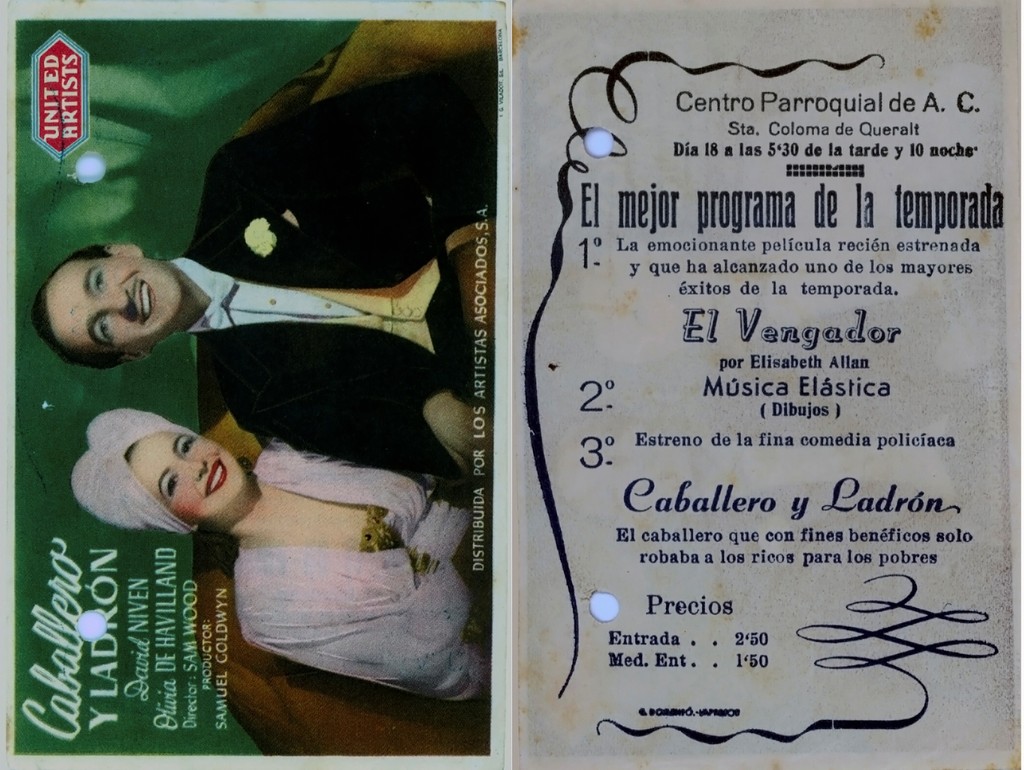 UNITED
ARTISTS
Caballero
Y LADRÓN
David NIVEN
Olivia DE HAVILLAND
Director: SAM WOOD
PRODUCTOR:
SAMUEL GOLDWYN
DISTRIBUIDA POR LOS ARTISTAS ASOCIADOS, S.A.
Centro Parroquial de A. C.
Sta. Coloma de Queralt
Día 18 a las 5'30 de la tarde y 10 noche
El mejor programa de la temporada
1.º La emocionante película recién estrenada
y que ha alcanzado uno de los mayores
éxitos de la temporada.
El Vengador
por Elisabeth Allan
2.º Música Elástica
( Dibujos )
3.º Estreno de la fina comedia policíaca
Caballero y Ladrón
El caballero que con fines benéficos solo
robaba a los ricos para los pobres
Precios
Entrada . . 2'50
Med. Ent. . 1'50